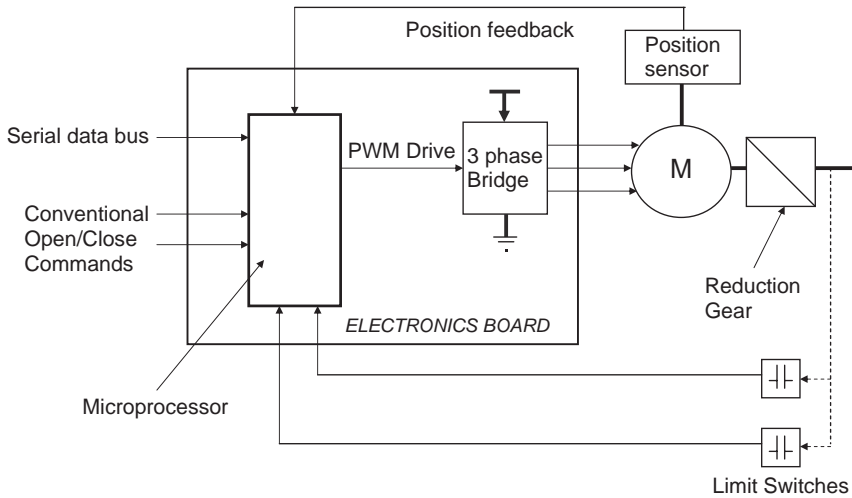 Position feedback
Position
sensor
Serial data bus
PWM Drive
3 phase
Bridge
M
Conventional
Open/Close
Commands
Reduction
Gear
ELECTRONICS BOARD
Microprocessor
Limit Switches